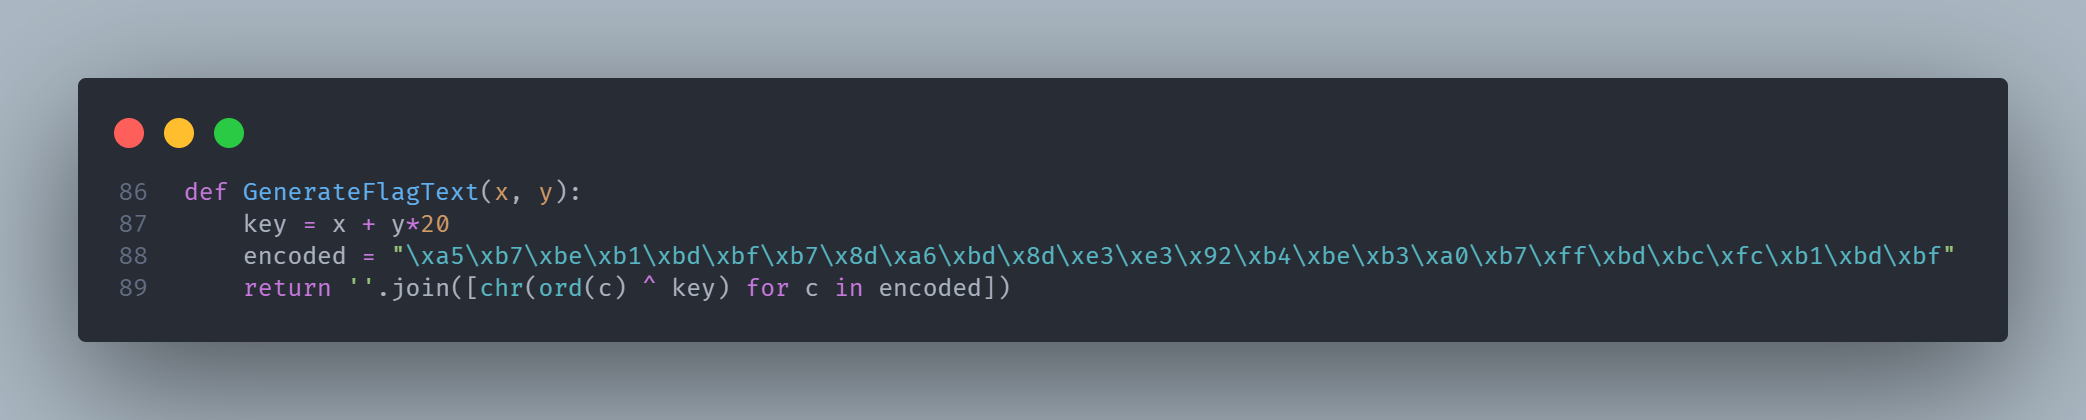 86 def GenerateFlagText(x, y):
87     key = x + y*20
88     encoded = "\xa5\xb7\xbe\xb1\xbd\xbf\xb7\x8d\xa6\xbd\x8d\xe3\xe3\x92\xb4\xbe\xb3\xa0\xb7\xff\xbd\xbc\xfc\xb1\xbd\xbf"
89     return ''.join([chr(ord(c) ^ key) for c in encoded])